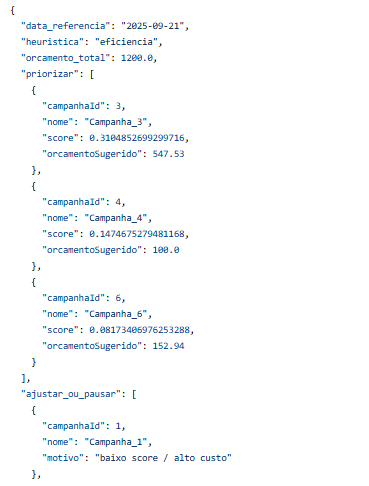 {
  "data_referencia": "2025-09-21",
  "heuristica": "eficiencia",
  "orcamento_total": 1200.0,
  "priorizar": [
    {
      "campanhaId": 3,
      "nome": "Campanha_3",
      "score": 0.3104852699299716,
      "orcamentoSugerido": 547.53
    },
    {
      "campanhaId": 4,
      "nome": "Campanha_4",
      "score": 0.1474675279481168,
      "orcamentoSugerido": 100.0
    },
    {
      "campanhaId": 6,
      "nome": "Campanha_6",
      "score": 0.08173406976253288,
      "orcamentoSugerido": 152.94
    }
  ],
  "ajustar_ou_pausar": [
    {
      "campanhaId": 1,
      "nome": "Campanha_1",
      "motivo": "baixo score / alto custo"
    },